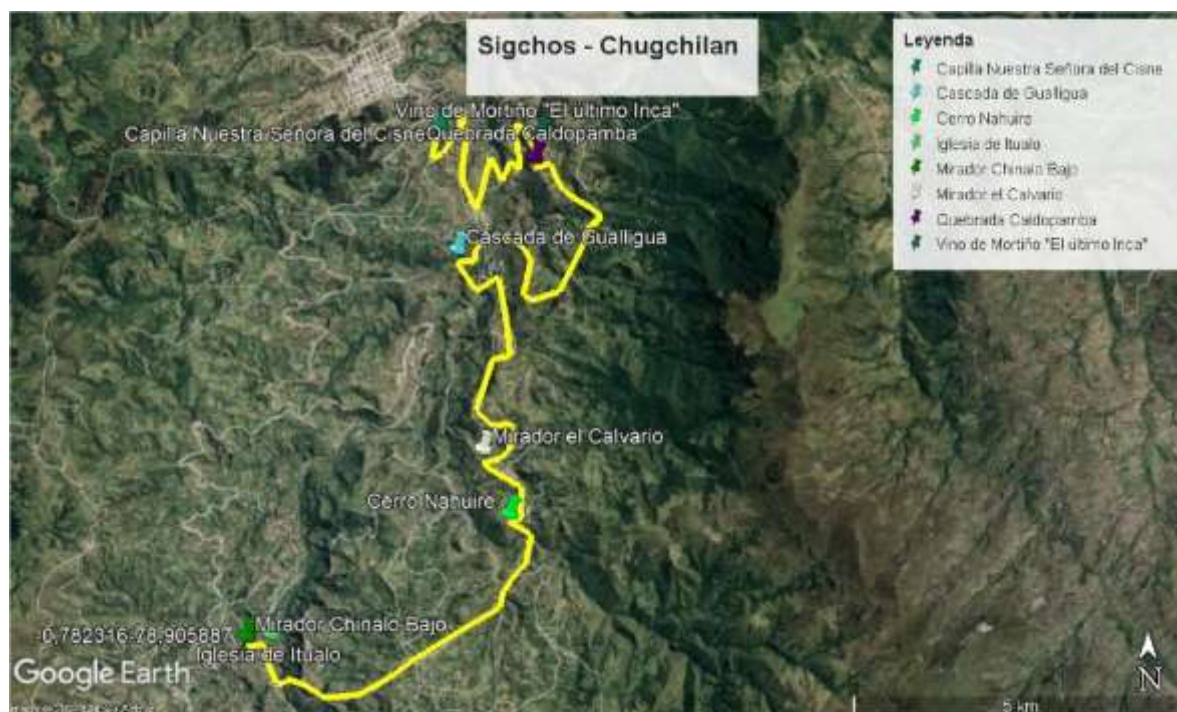 Sigchos - Chugchilan
Leyenda
Capilla Nuestra Señora del Cisne
Cascada de Gualligua
Cerro Nahuiro
Iglesia de Itualo
Mirador Chinalo Bajo
Mirador el Calvario
Quebrada Caldopamba
Vino de Mortiño "El último Inca"
Vino de Mortiño "El último Inca"
Capilla Nuestra Señora del Cisne
Quebrada Caldopamba
Cascada de Gualligua
Mirador el Calvario
Cerro Nahuiro
-0,782316-78,905887
Mirador Chinalo Bajo
Iglesia de Itualo
Google Earth
N
5 km